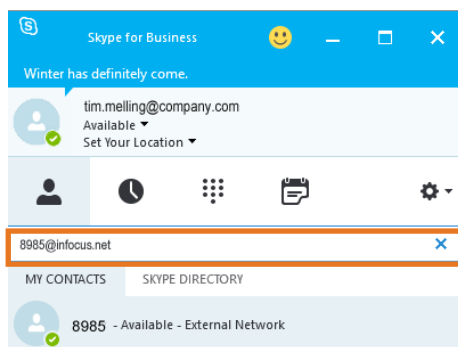 Skype for Business
Winter has definitely come.
tim.melling@company.com
Available
Set Your Location
8985@infocus.net
MY CONTACTS SKYPE DIRECTORY
8985 - Available - External Network